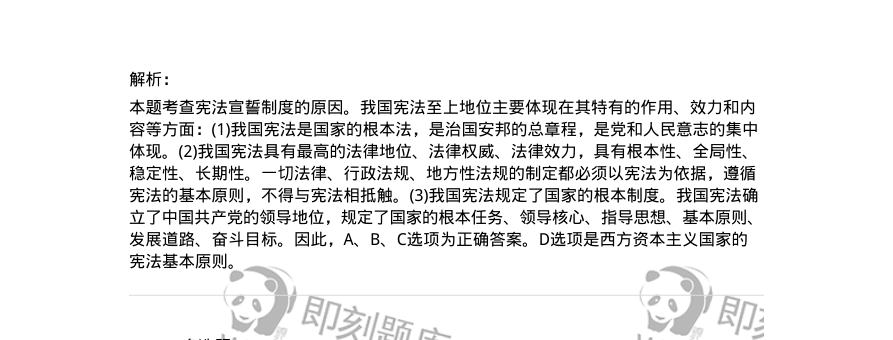 解析：
本题考查宪法宣誓制度的原因。我国宪法至上地位主要体现在其特有的作用、效力和内
容等方面：(1)我国宪法是国家的根本法，是治国安邦的总章程，是党和人民意志的集中
体现。(2)我国宪法具有最高的法律地位、法律权威、法律效力，具有根本性、全局性、
稳定性、长期性。一切法律、行政法规、地方性法规的制定都必须以宪法为依据，遵循
宪法的基本原则，不得与宪法相抵触。(3)我国宪法规定了国家的根本制度。我国宪法确
立了中国共产党的领导地位，规定了国家的根本任务、领导核心、指导思想、基本原则、
发展道路、奋斗目标。因此，A、B、C选项为正确答案。D选项是西方资本主义国家的
宪法基本原则。
即刻题库
即刻